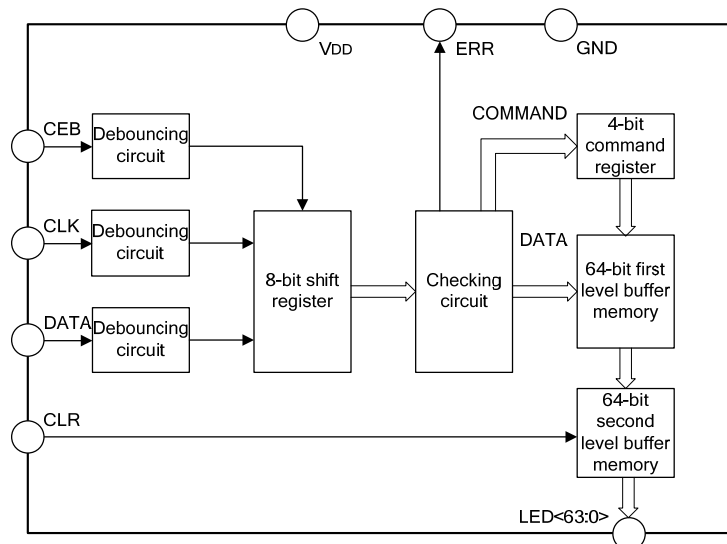 VDD
ERR
GND
CEB
Debouncing
circuit
COMMAND
4-bit
command
register
CLK
Debouncing
circuit
8-bit shift
register
Checking
circuit
DATA
64-bit first
level buffer
memory
DATA
Debouncing
circuit
CLR
64-bit
second
level buffer
memory
LED<63:0>